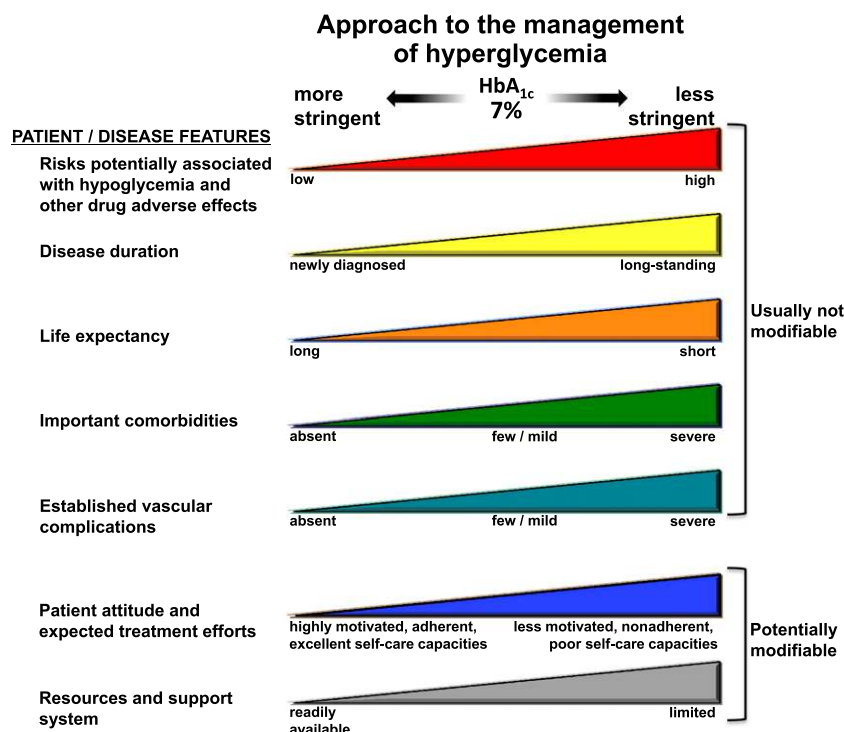 Approach to the management
of hyperglycemia
more
stringent
HbA1c
7%
less
stringent
PATIENT / DISEASE FEATURES
Risks potentially associated
with hypoglycemia and
other drug adverse effects
low
high
Disease duration
newly diagnosed
long-standing
Life expectancy
long
short
Usually not
modifiable
Important comorbidities
absent
few / mild
severe
Established vascular
complications
absent
few / mild
severe
Patient attitude and
expected treatment efforts
highly motivated, adherent,
excellent self-care capacities
less motivated, nonadherent,
poor self-care capacities
Potentially
modifiable
Resources and support
system
readily
available
limited